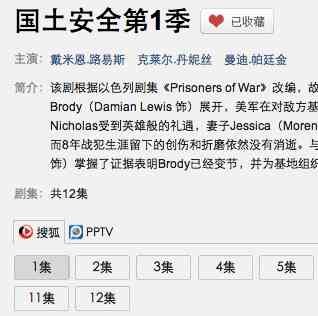 国土安全第1季
已收藏
主演： 戴米恩.路易斯 克莱尔.丹妮丝 曼迪.帕廷金
简介： 该剧根据以色列剧集《Prisoners of War》改编，故
Brody（Damian Lewis 饰）展开，美军在对敌方基
Nicholas受到英雄般的礼遇，妻子Jessica（Moren
而8年战犯生涯留下的创伤和折磨依然没有消逝。与
饰）掌握了证据表明Brody已经变节，并为基地组织
剧集： 共12集
搜狐 PPTV
1集 2集 3集 4集 5集
11集 12集